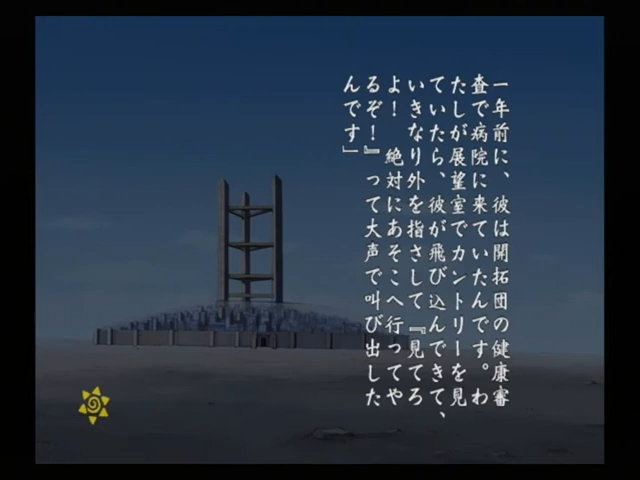 一年前に、彼は開拓団の健康審
査で病院に来ていたんです。わ
たしが展望室でカントリーを見
ていたら、彼が飛び込んできて、
いきなり外を指さして『見てろ
よ！　絶対にあそこへ行ってや
るぞ！』って大声で叫び出した
んです」